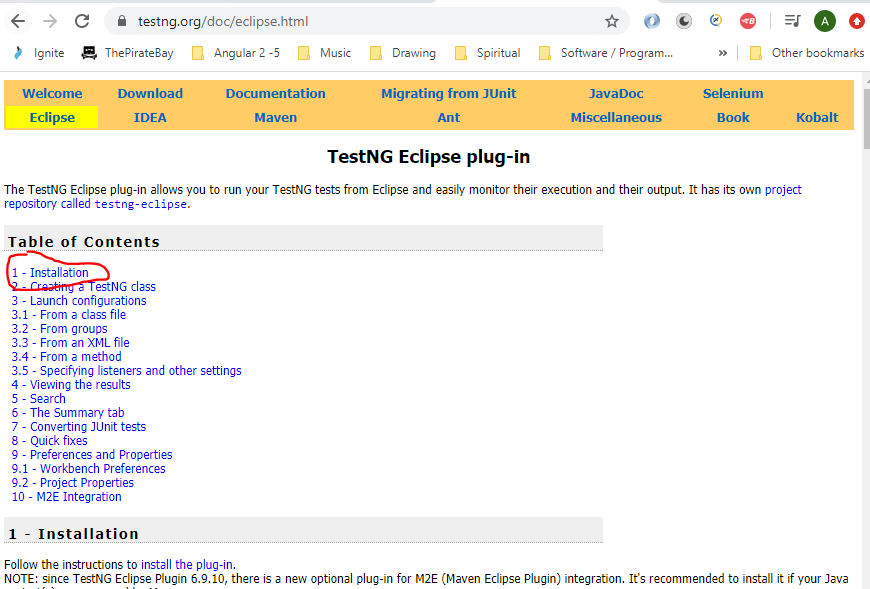 testng.org/doc/eclipse.html
A
Ignite ThePirateBay Angular 2 -5 Music Drawing Spiritual Software / Program... » Other bookmarks
Welcome Download Documentation Migrating from JUnit JavaDoc Selenium
Eclipse IDEA Maven Ant Miscellaneous Book Kobalt
TestNG Eclipse plug-in
The TestNG Eclipse plug-in allows you to run your TestNG tests from Eclipse and easily monitor their execution and their output. It has its own project
repository called testng-eclipse.
Table of Contents
1 - Installation
2 - Creating a TestNG class
3 - Launch configurations
3.1 - From a class file
3.2 - From groups
3.3 - From an XML file
3.4 - From a method
3.5 - Specifying listeners and other settings
4 - Viewing the results
5 - Search
6 - The Summary tab
7 - Converting JUnit tests
8 - Quick fixes
9 - Preferences and Properties
9.1 - Workbench Preferences
9.2 - Project Properties
10 - M2E Integration
1 - Installation
Follow the instructions to install the plug-in.
NOTE: since TestNG Eclipse Plugin 6.9.10, there is a new optional plug-in for M2E (Maven Eclipse Plugin) integration. It's recommended to install it if your Java